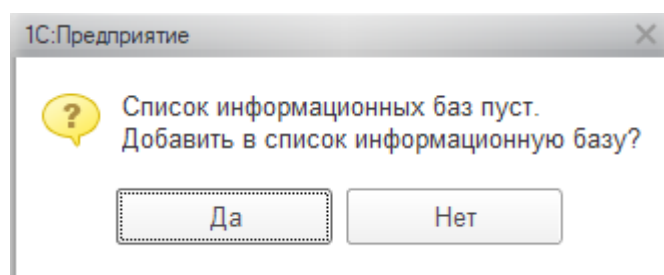 1С:Предприятие
Список информационных баз пуст.
Добавить в список информационную базу?
Да
Нет